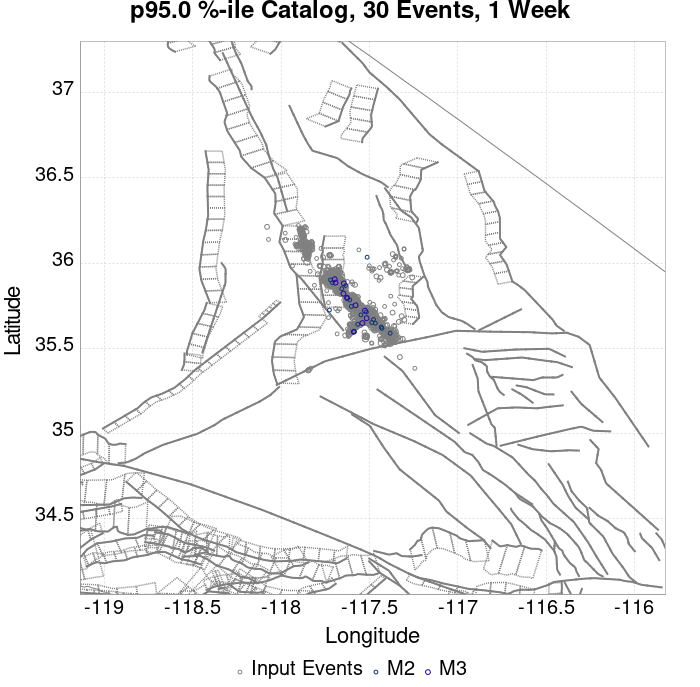 p95.0 %-ile Catalog, 30 Events, 1 Week
37
36.5
36
35.5
35
34.5
Latitude
-119
-118.5
-118
-117.5
-117
-116.5
-116
Longitude
Input Events
M2
M3